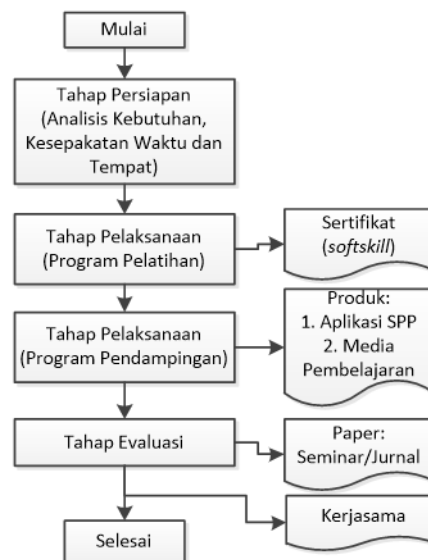 Mulai
Tahap Persiapan
(Analisis Kebutuhan,
Kesepakatan Waktu dan
Tempat)
Tahap Pelaksanaan
(Program Pelatihan)
Sertifikat
(softskill)
Tahap Pelaksanaan
(Program Pendampingan)
Produk:
1. Aplikasi SPP
2. Media
Pembelajaran
Tahap Evaluasi
Paper:
Seminar/Jurnal
Kerjasama
Selesai